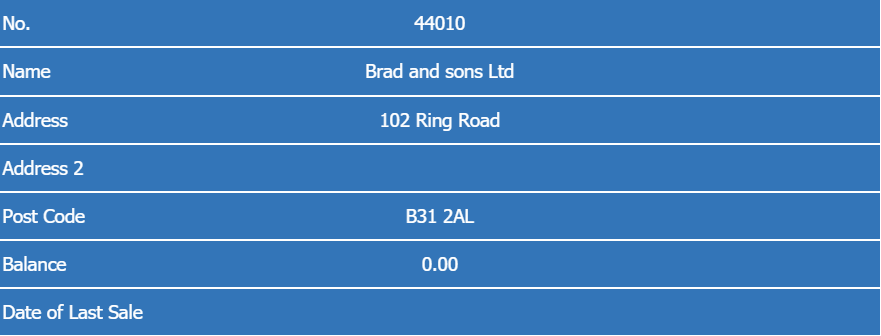 No. 44010
Name Brad and sons Ltd
Address 102 Ring Road
Address 2
Post Code B31 2AL
Balance 0.00
Date of Last Sale